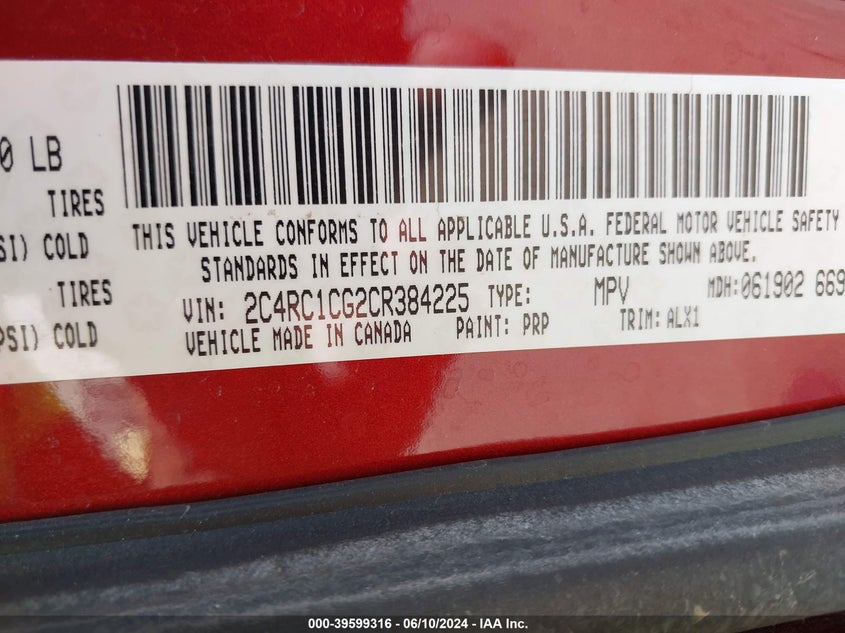 0 LB
TIRES
SI) COLD
TIRES
PSI) COLD
THIS VEHICLE CONFORMS TO ALL APPLICABLE U.S.A. FEDERAL MOTOR VEHICLE SAFETY
STANDARDS IN EFFECT ON THE DATE OF MANUFACTURE SHOWN ABOVE.
VIN: 2C4RC1CG2CR384225 TYPE: MPV MDH:061902 669
VEHICLE MADE IN CANADA PAINT: PRP TRIM: ALX1
000-39599316 - 06/10/2024 - IAA Inc.